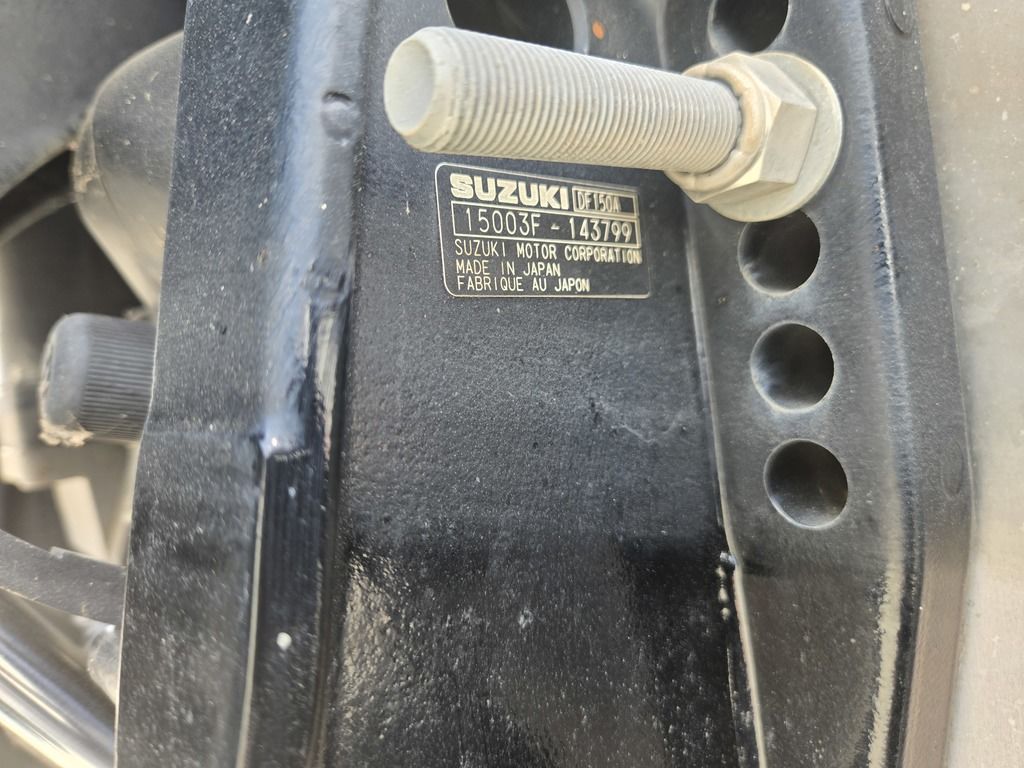 SUZUKI DF150A
15003F - 143799
SUZUKI MOTOR CORPORATION
MADE IN JAPAN
FABRIQUE AU JAPON